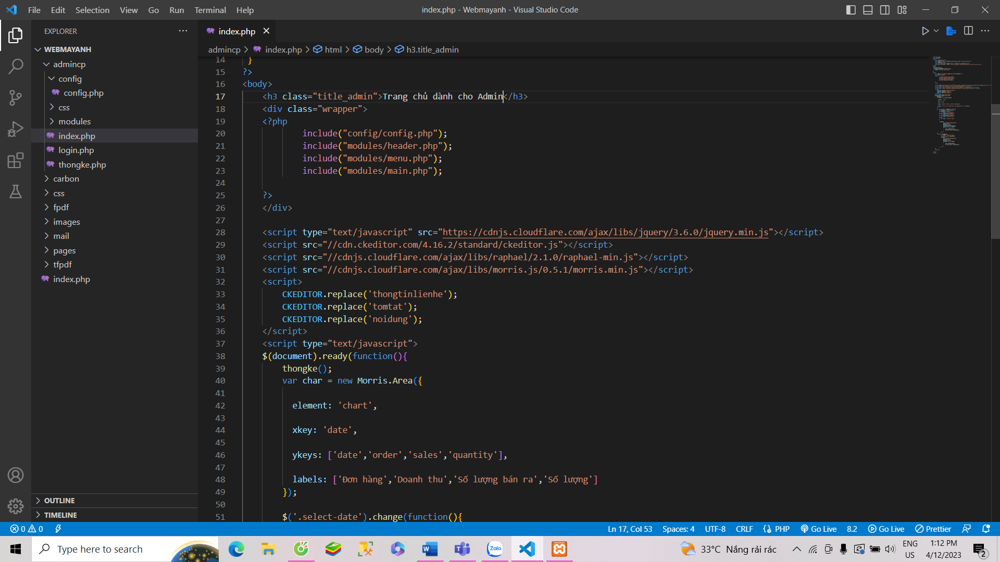 File Edit Selection View Go Run Terminal Help
index.php - Webmayanh - Visual Studio Code
EXPLORER
WEBMAYANH
admincp
config
config.php
css
modules
index.php
login.php
thongke.php
carbon
css
fpdf
images
mail
pages
tfpdf
index.php
OUTLINE
TIMELINE
index.php
admincp > index.php > html > body > h3.title_admin
14 }
15 ?>
16 <body>
17 <h3 class="title_admin">Trang chủ dành cho Admin</h3>
18 <div class="wrapper">
19 <?php
20 include("config/config.php");
21 include("modules/header.php");
22 include("modules/menu.php");
23 include("modules/main.php");
24
25 ?>
26 </div>
27
28 <script type="text/javascript" src="https://cdnjs.cloudflare.com/ajax/libs/jquery/3.6.0/jquery.min.js"></script>
29 <script src="//cdn.ckeditor.com/4.16.2/standard/ckeditor.js"></script>
30 <script src="//cdnjs.cloudflare.com/ajax/libs/raphael/2.1.0/raphael-min.js"></script>
31 <script src="//cdnjs.cloudflare.com/ajax/libs/morris.js/0.5.1/morris.min.js"></script>
32 <script>
33 CKEDITOR.replace('thongtinlienhe');
34 CKEDITOR.replace('tomtat');
35 CKEDITOR.replace('noidung');
36 </script>
37 <script type="text/javascript">
38 $(document).ready(function(){
39 thongke();
40 var char = new Morris.Area({
41
42 element: 'chart',
43
44 xkey: 'date',
45
46 ykeys: ['date','order','sales','quantity'],
47
48 labels: ['Đơn hàng','Doanh thu','Số lượng bán ra','Số lượng']
49 });
50
51 $('.select-date').change(function(){
0 0
Ln 17, Col 53 Spaces: 4 UTF-8 CRLF PHP Go Live 8.2 Go Live Prettier
Type here to search
Zalo
33°C Nắng rải rác
ENG
US
1:12 PM
4/12/2023
2